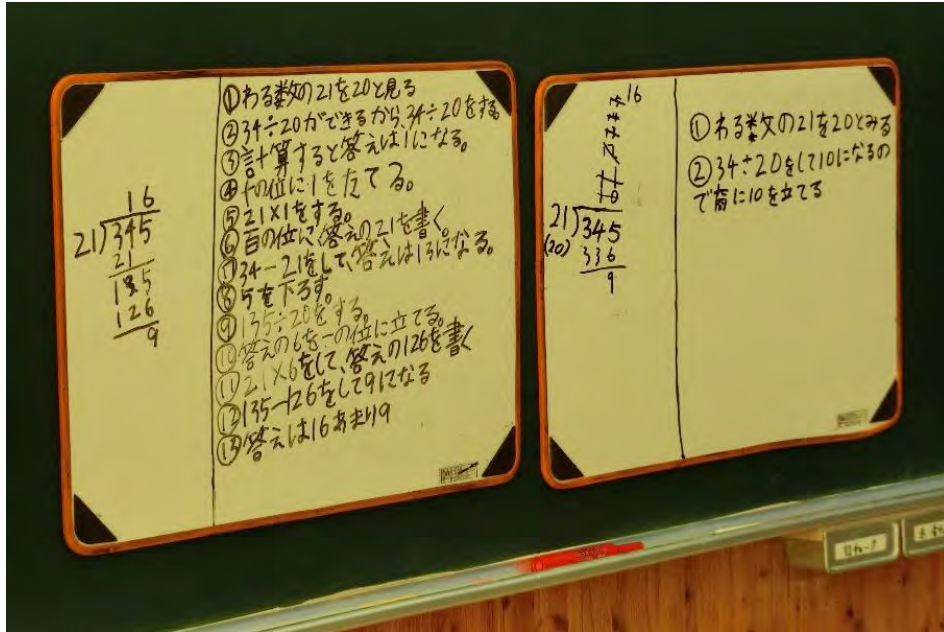 16
21)345
21
135
126
9
①わる数の21を20と見る
②34÷20ができるから、34÷20をする。
③計算すると答えは1になる。
④十の位に1をたてる。
⑤21×1をする。
⑥百の位に、答えの21を書く。
⑦34-21をして、答えは13になる。
⑧5を下ろす。
⑨135÷20をする。
⑩答えの6を一の位に立てる。
⑪21×6をして、答えの126を書く
⑫135-126をして9になる
⑬答えは16あまり9
16
21)345
(20)
336
9
①わる数の21を20とみる
②34÷20をして10になるの
で商に10を立てる